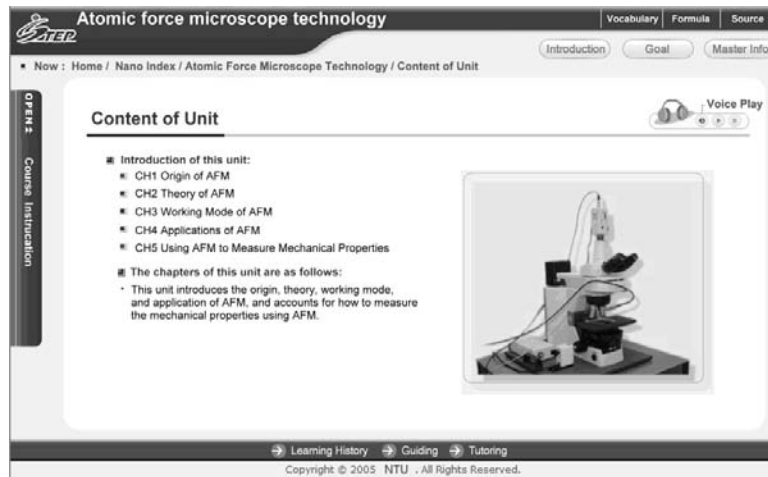 Atomic force microscope technology
Vocabulary Formula Source
Introduction Goal Master Info
Now : Home / Nano Index / Atomic Force Microscope Technology / Content of Unit
OPEN
Course Instrucation
Content of Unit
Voice Play
Introduction of this unit:
CH1 Origin of AFM
CH2 Theory of AFM
CH3 Working Mode of AFM
CH4 Applications of AFM
CH5 Using AFM to Measure Mechanical Properties
The chapters of this unit are as follows:
This unit introduces the origin, theory, working mode,
and application of AFM, and accounts for how to measure
the mechanical properties using AFM.
Learning History Guiding Tutoring
Copyright © 2005 NTU . All Rights Reserved.